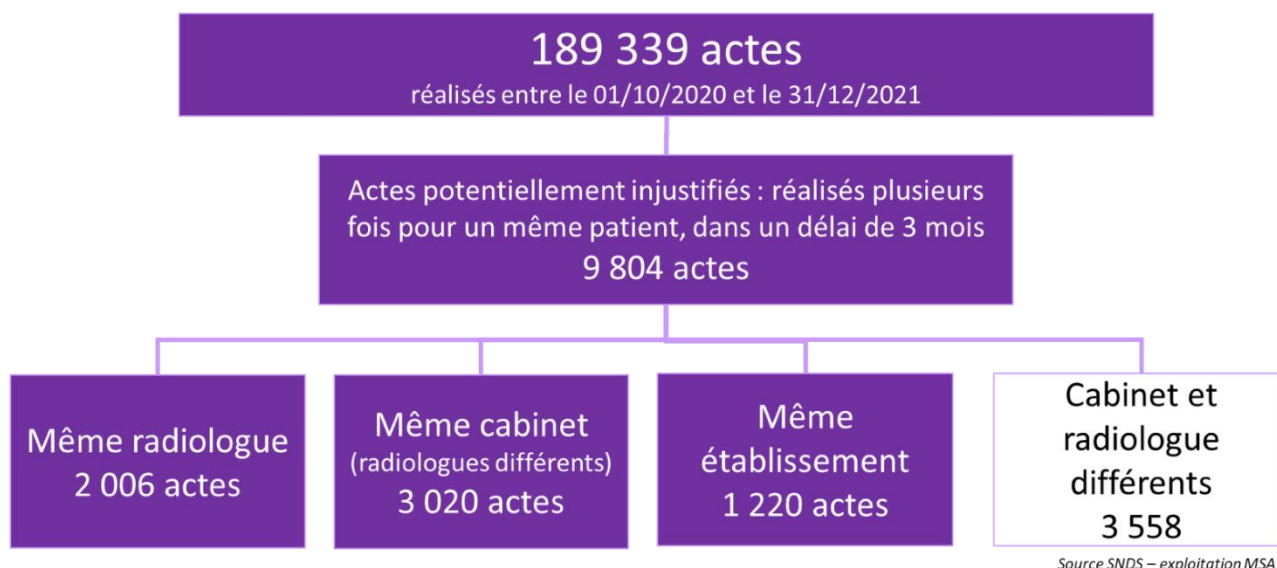 189 339 actes
réalisés entre le 01/10/2020 et le 31/12/2021
Actes potentiellement injustifiés : réalisés plusieurs
fois pour un même patient, dans un délai de 3 mois
9 804 actes
Même radiologue
2 006 actes
Même cabinet
(radiologues différents)
3 020 actes
Même
établissement
1 220 actes
Cabinet et
radiologue
différents
3 558
Source SNDS – exploitation MSA